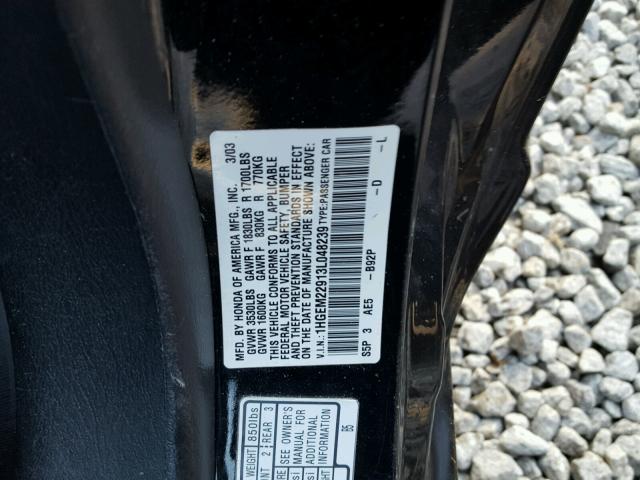 MFD. BY HONDA OF AMERICA MFG., INC. 3/03
GVWR 3530LBS GAWR F 1830LBS R 1700LBS
GVWR 1600KG GAWR F 830KG R 770KG
THIS VEHICLE CONFORMS TO ALL APPLICABLE
FEDERAL MOTOR VEHICLE SAFETY, BUMPER
AND THEFT PREVENTION STANDARDS IN EFFECT
ON THE DATE OF MANUFACTURE SHOWN ABOVE:
V.I.N.: 1HGEM22913L048239 TYPE:PASSENGER CAR
S5P 3 AE5 -B92P -D -L
WEIGHT 850lbs
2 REAR 3
SEE OWNER'S
MANUAL FOR
ADDITIONAL
INFORMATION